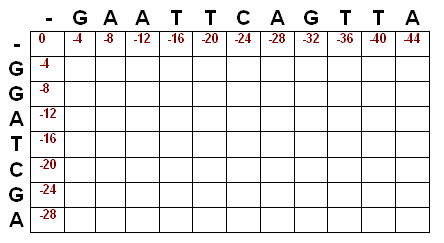 - G A A T T C A G T T A
- 0 -4 -8 -12 -16 -20 -24 -28 -32 -36 -40 -44
G -4
G -8
A -12
T -16
C -20
G -24
A -28